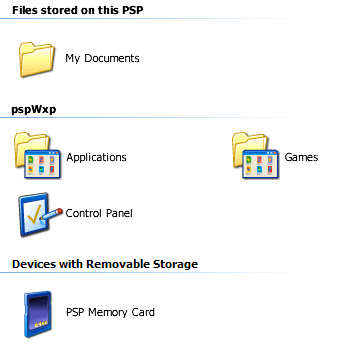 Files stored on this PSP
My Documents
pspWxp
Applications
Games
Control Panel
Devices with Removable Storage
PSP Memory Card